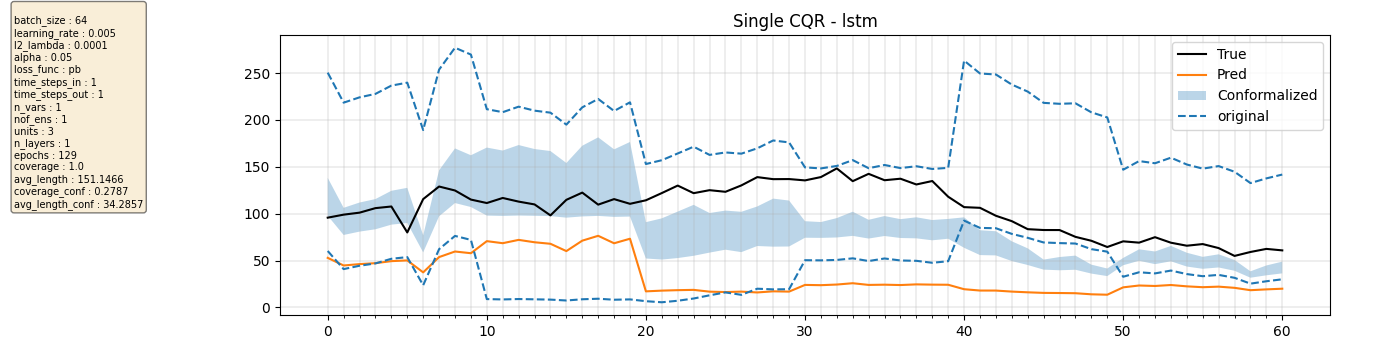 batch_size : 64
learning_rate : 0.005
l2_lambda : 0.0001
alpha : 0.05
loss_func : pb
time_steps_in : 1
time_steps_out : 1
n_vars : 1
nof_ens : 1
units : 3
n_layers : 1
epochs : 129
coverage : 1.0
avg_length : 151.1466
coverage_conf : 0.2787
avg_length_conf : 34.2857
Single CQR - lstm
True
Pred
Conformalized
original
250
200
150
100
50
0
0 10 20 30 40 50 60